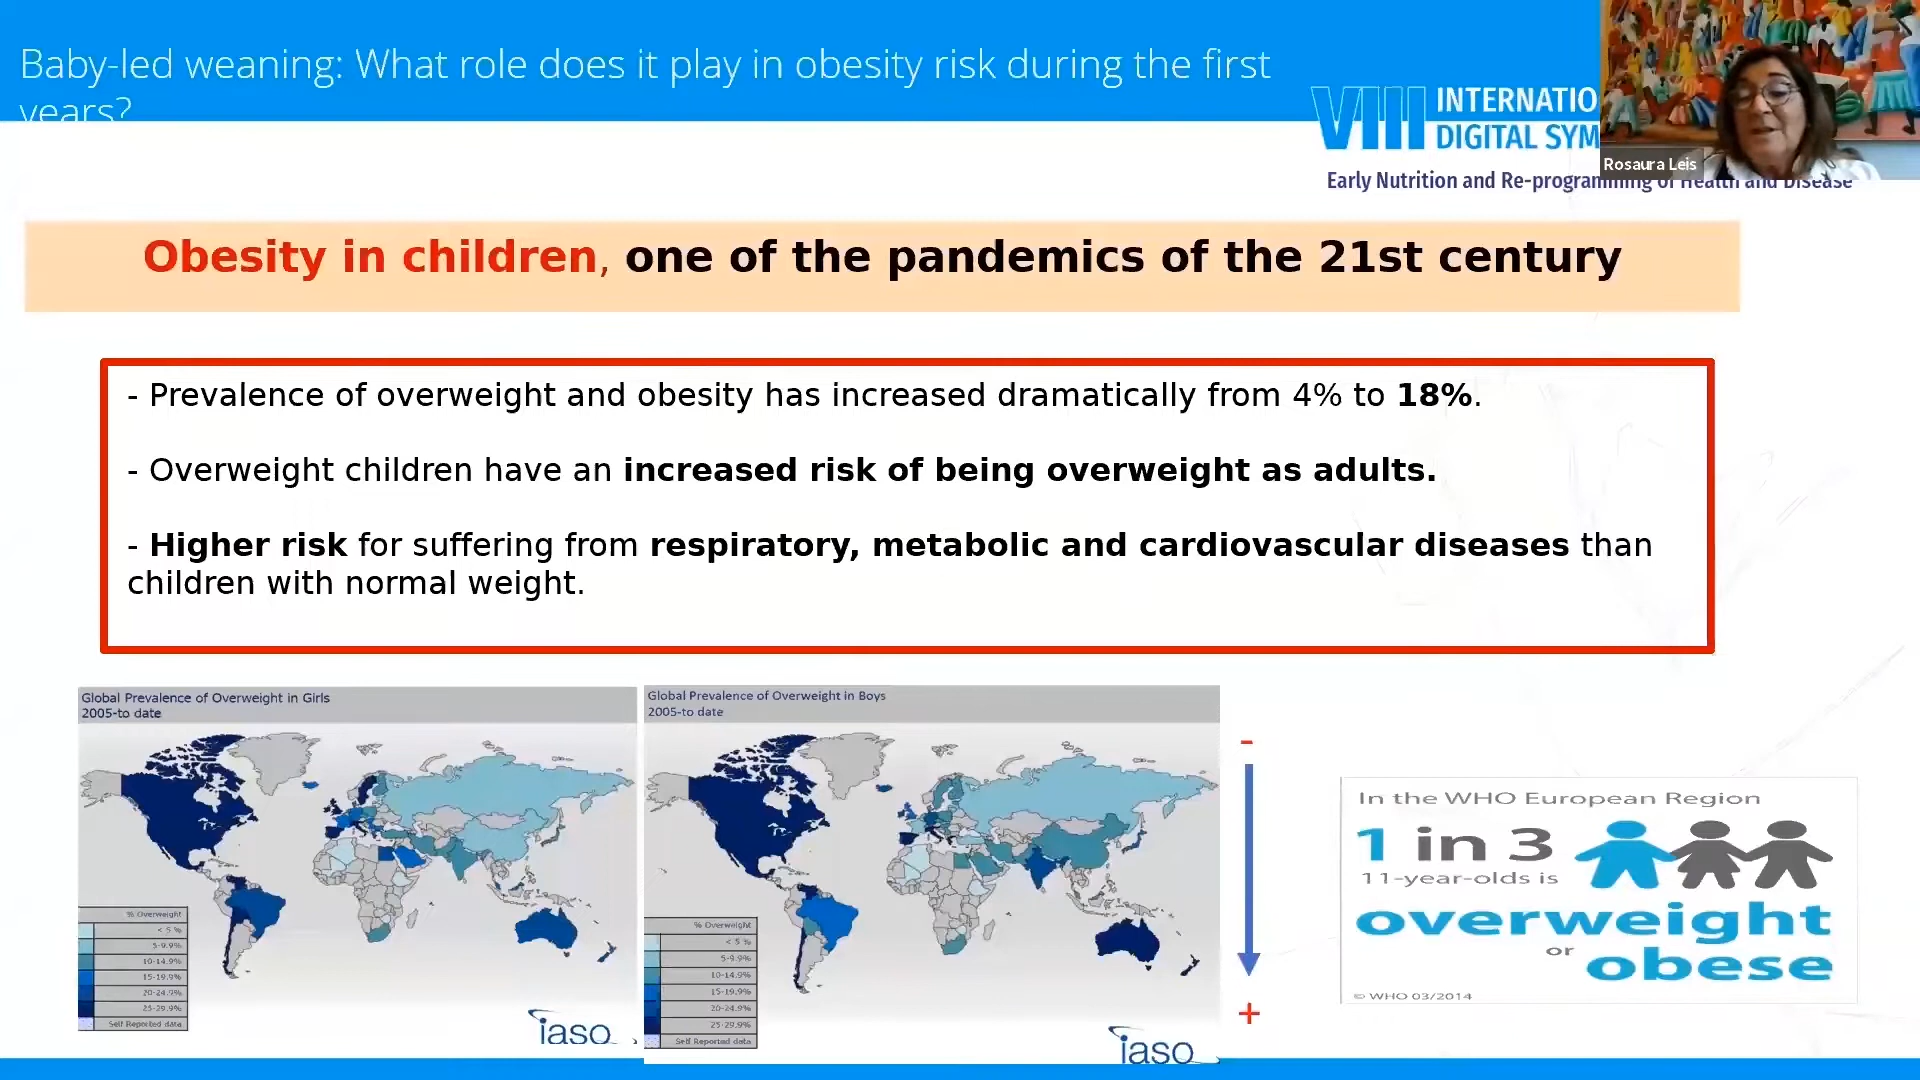 Baby-led weaning: What role does it play in obesity risk during the first
years?
VIII INTERNATIO
DIGITAL SYM
Early Nutrition and Re-programming of Health and Disease
Rosaura Leis
Obesity in children, one of the pandemics of the 21st century
- Prevalence of overweight and obesity has increased dramatically from 4% to 18%.
- Overweight children have an increased risk of being overweight as adults.
- Higher risk for suffering from respiratory, metabolic and cardiovascular diseases than
children with normal weight.
Global Prevalence of Overweight in Girls
2005-to date
% Overweight
< 5 %
5-9.9%
10-14.9%
15-19.9%
20-24.9%
25-29.9%
Self Reported data
iaso
Global Prevalence of Overweight in Boys
2005-to date
% Overweight
< 5 %
5-9.9%
10-14.9%
15-19.9%
20-24.9%
25-29.9%
Self Reported data
iaso
-
+
In the WHO European Region
1 in 3
11-year-olds is
overweight
or
obese
© WHO 03/2014